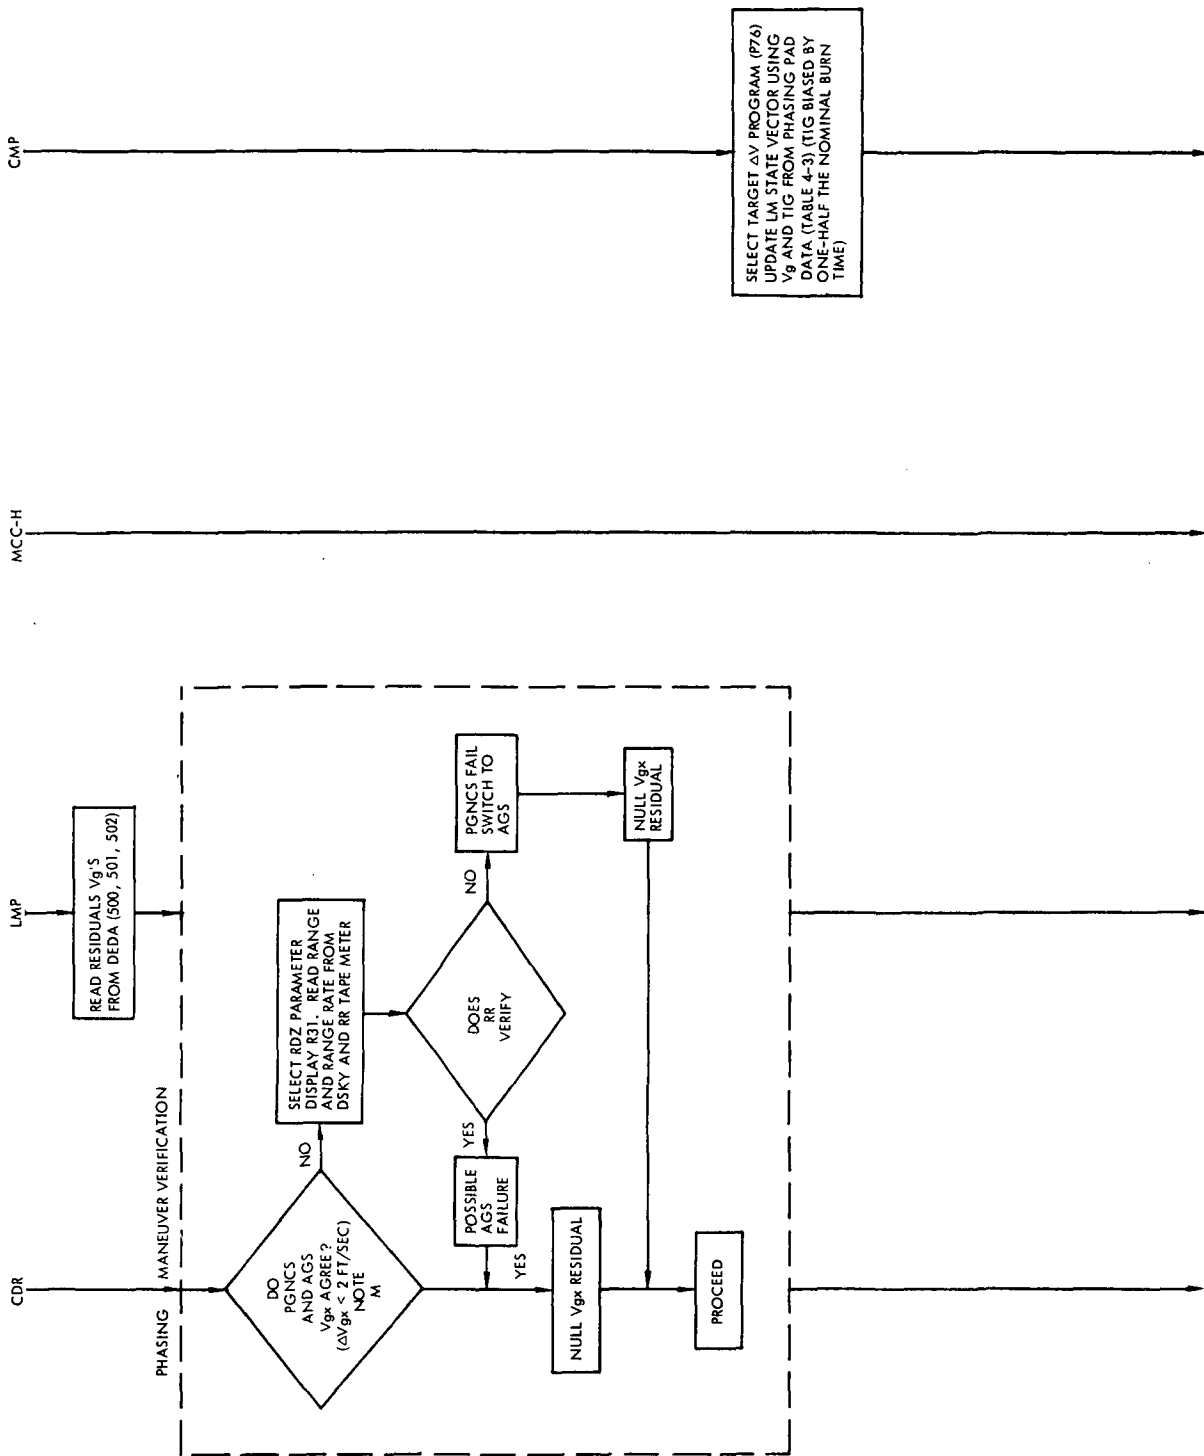 CDR
LMP
MCC-H
CMP
READ RESIDUALS Vg'S
FROM DEDA (500, 501, 502)
PHASING MANEUVER VERIFICATION
DO
PGNCS
AND AGS
Vgx AGREE?
(ΔVgx < 2 FT/SEC)
NOTE
M
NO
SELECT RDZ PARAMETER
DISPLAY R31. READ RANGE
AND RANGE RATE FROM
DSKY AND RR TAPE METER
DOES
RR
VERIFY
NO
PGNCS FAIL
SWITCH TO
AGS
YES
POSSIBLE
AGS
FAILURE
YES
NULL Vgx RESIDUAL
NULL Vgx
RESIDUAL
PROCEED
SELECT TARGET ΔV PROGRAM (P76)
UPDATE LM STATE VECTOR USING
Vg AND TIG FROM PHASING PAD
DATA (TABLE 4-3) (TIG BIASED BY
ONE-HALF THE NOMINAL BURN
TIME)